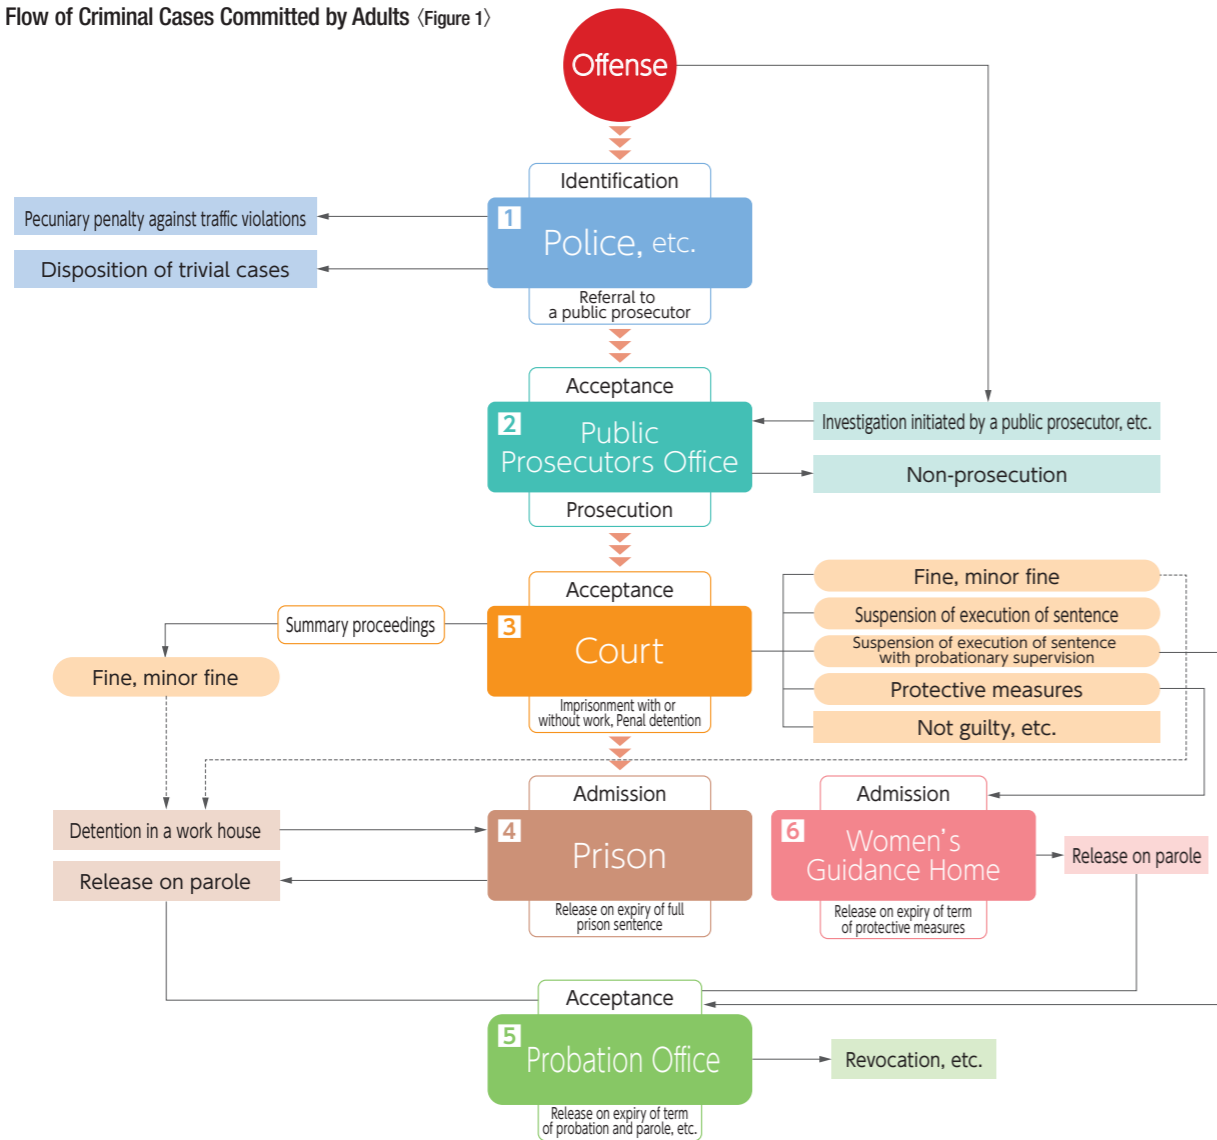 Flow of Criminal Cases Committed by Adults 〈Figure 1〉
Offense
Identification
1
Police, etc.
Pecuniary penalty against traffic violations
Disposition of trivial cases
Referral to
a public prosecutor
Acceptance
2
Public
Prosecutors Office
Investigation initiated by a public prosecutor, etc.
Non-prosecution
Prosecution
Acceptance
3
Court
Summary proceedings
Fine, minor fine
Fine, minor fine
Suspension of execution of sentence
Suspension of execution of sentence
with probationary supervision
Protective measures
Not guilty, etc.
Imprisonment with or
without work, Penal detention
Admission
4
Prison
Detention in a work house
Release on parole
Release on expiry of full
prison sentence
Admission
6
Women's
Guidance Home
Release on parole
Release on expiry of term
of protective measures
Acceptance
5
Probation Office
Revocation, etc.
Release on expiry of term
of probation and parole, etc.